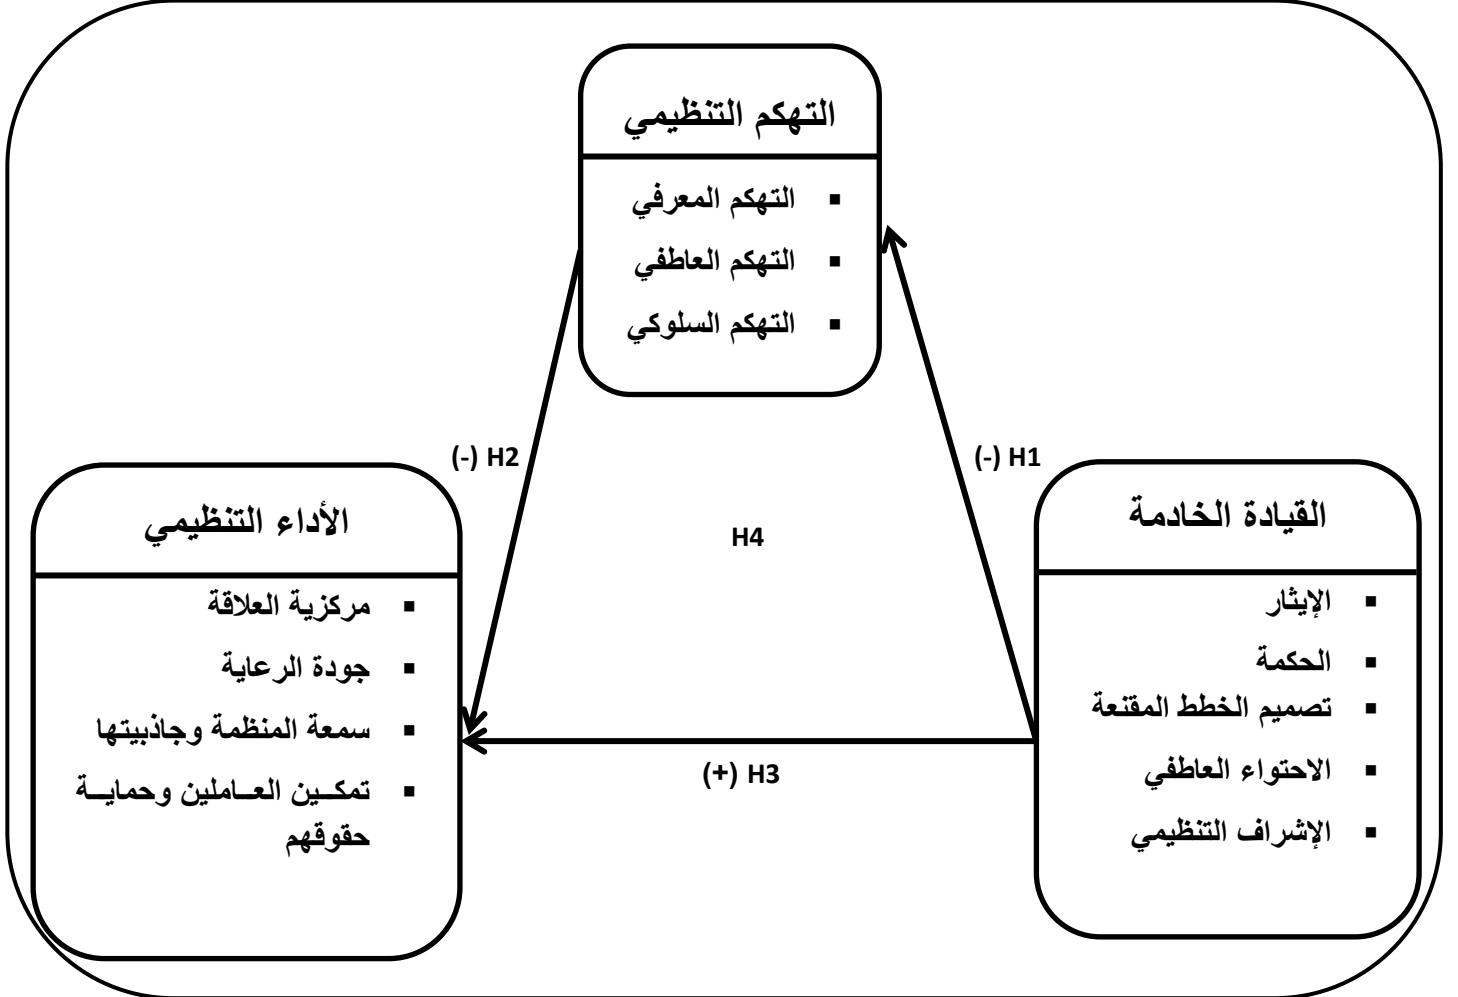 التهكم التنظيمي
▪ التهكم المعرفي
▪ التهكم العاطفي
▪ التهكم السلوكي
(-) H1
(-) H2
القيادة الخادمة
▪ الإيثار
▪ الحكمة
▪ تصميم الخطط المقنعة
▪ الاحتواء العاطفي
▪ الإشراف التنظيمي
H4
(+) H3
الأداء التنظيمي
▪ مركزية العلاقة
▪ جودة الرعاية
▪ سمعة المنظمة وجاذبيتها
▪ تمكين العاملين وحماية
حقوقهم